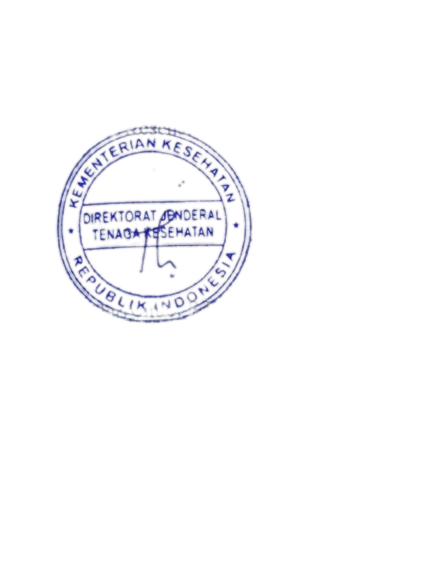 KEMENTERIAN KESEHATAN
DIREKTORAT JENDERAL
TENAGA KESEHATAN
REPUBLIK INDONESIA